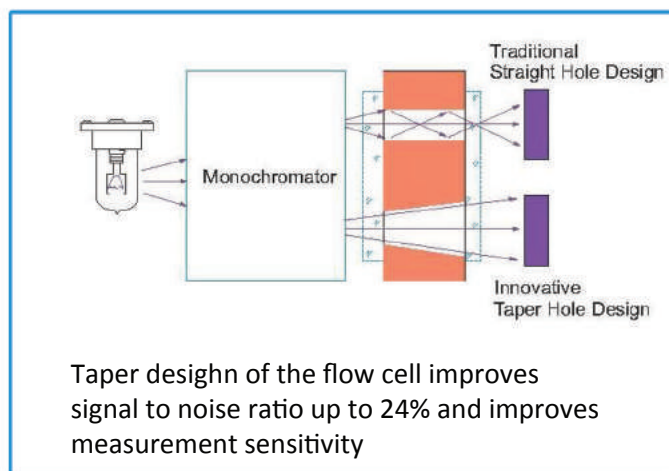 Traditional
Straight Hole Design
Monochromator
Innovative
Taper Hole Design
Taper desighn of the flow cell improves
signal to noise ratio up to 24% and improves
measurement sensitivity